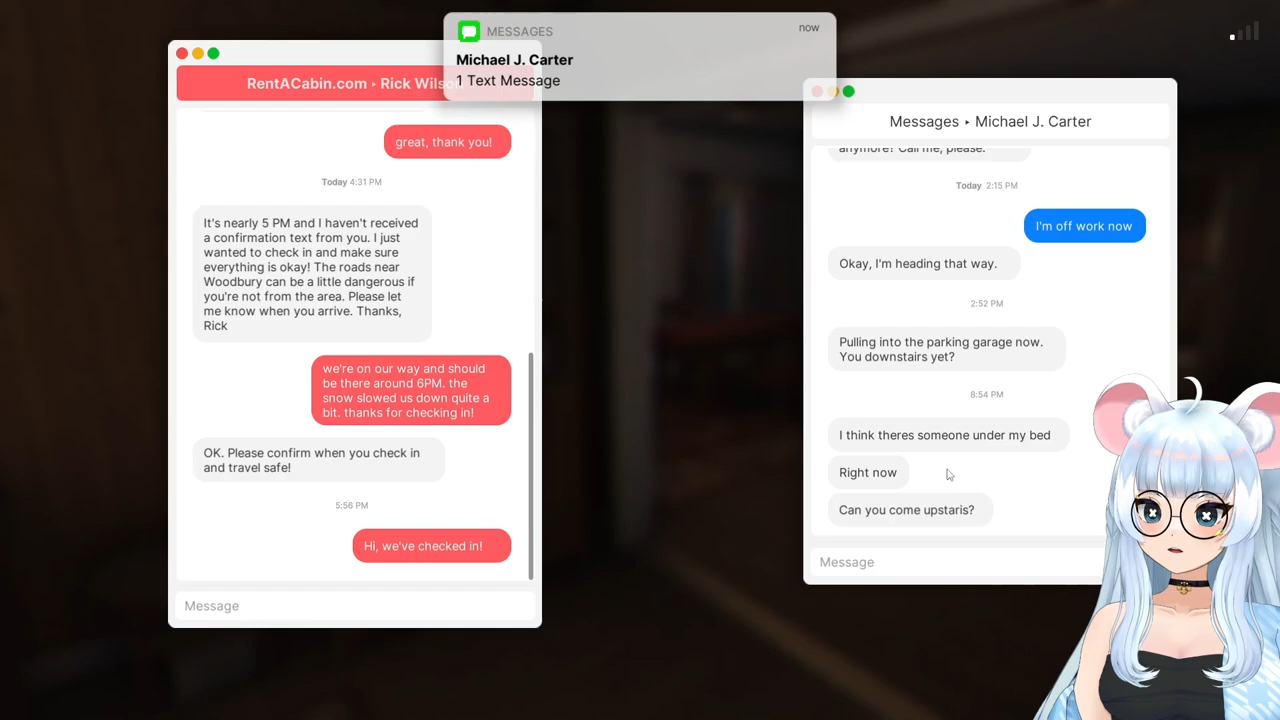 MESSAGES
now
Michael J. Carter
1 Text Message
RentACabin.com ▸ Rick Wilson
great, thank you!
Today 4:31 PM
It's nearly 5 PM and I haven't received
a confirmation text from you. I just
wanted to check in and make sure
everything is okay! The roads near
Woodbury can be a little dangerous if
you're not from the area. Please let
me know when you arrive. Thanks,
Rick
we're on our way and should
be there around 6PM. the
snow slowed us down quite a
bit. thanks for checking in!
OK. Please confirm when you check in
and travel safe!
5:56 PM
Hi, we've checked in!
Message
Messages ▸ Michael J. Carter
anymore? Call me, please.
Today 2:15 PM
I'm off work now
Okay, I'm heading that way.
2:52 PM
Pulling into the parking garage now.
You downstairs yet?
8:54 PM
I think theres someone under my bed
Right now
Can you come upstaris?
Message